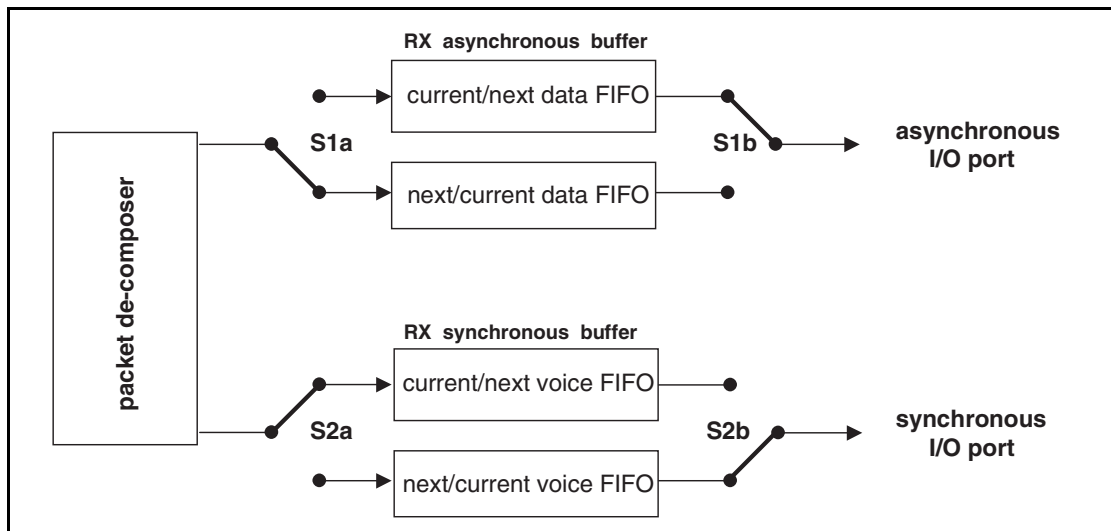 RX asynchronous buffer
current/next data FIFO
S1a
S1b
asynchronous
I/O port
next/current data FIFO
packet de-composer
RX synchronous buffer
current/next voice FIFO
S2a
S2b
synchronous
I/O port
next/current voice FIFO